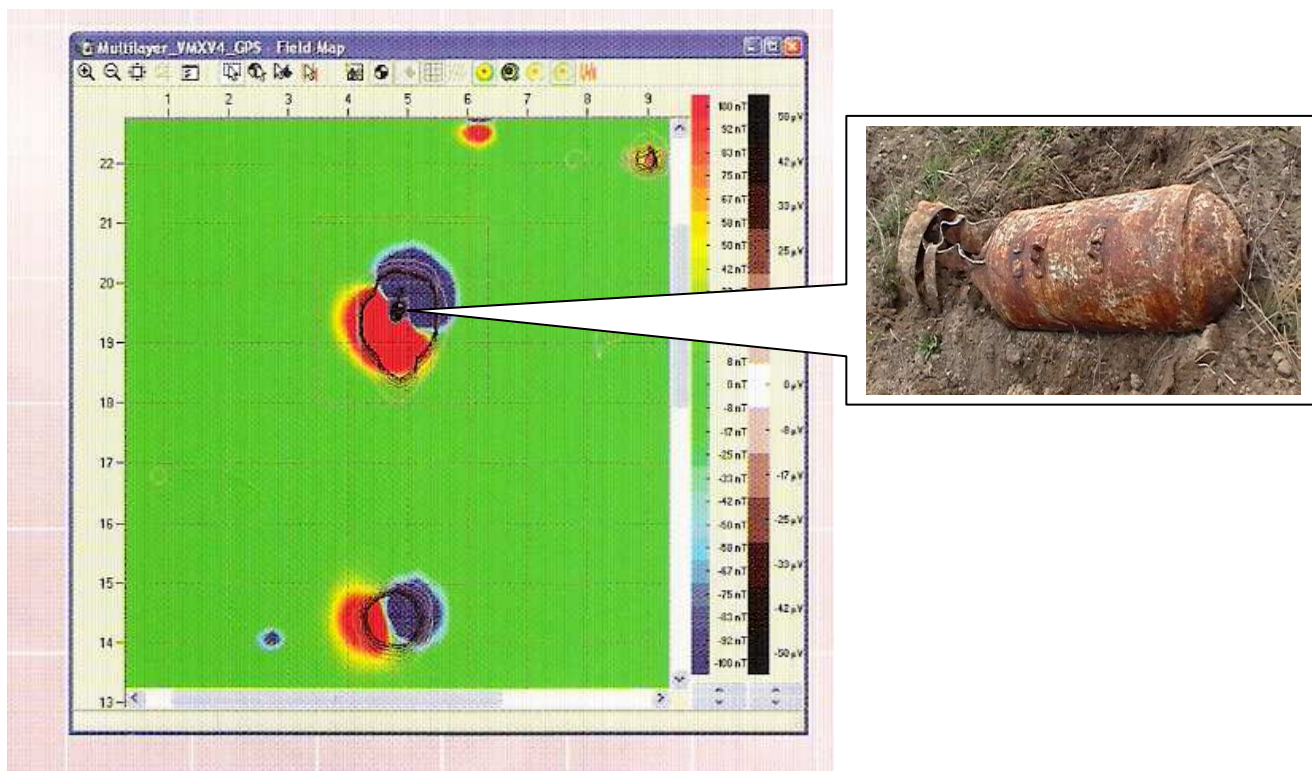 Multilayer_VMXV4_GPS - Field Map
1 2 3 4 5 6 7 8 9
22
21
20
19
18
17
16
15
14
13
100 nT
92 nT
83 nT
75 nT
67 nT
58 nT
50 nT
42 nT
8 nT
0 nT
-8 nT
-17 nT
-25 nT
-33 nT
-42 nT
-50 nT
-58 nT
-67 nT
-75 nT
-83 nT
-92 nT
-100 nT
50 µV
42 µV
33 µV
25 µV
0 µV
-8 µV
-17 µV
-25 µV
-33 µV
-42 µV
-50 µV